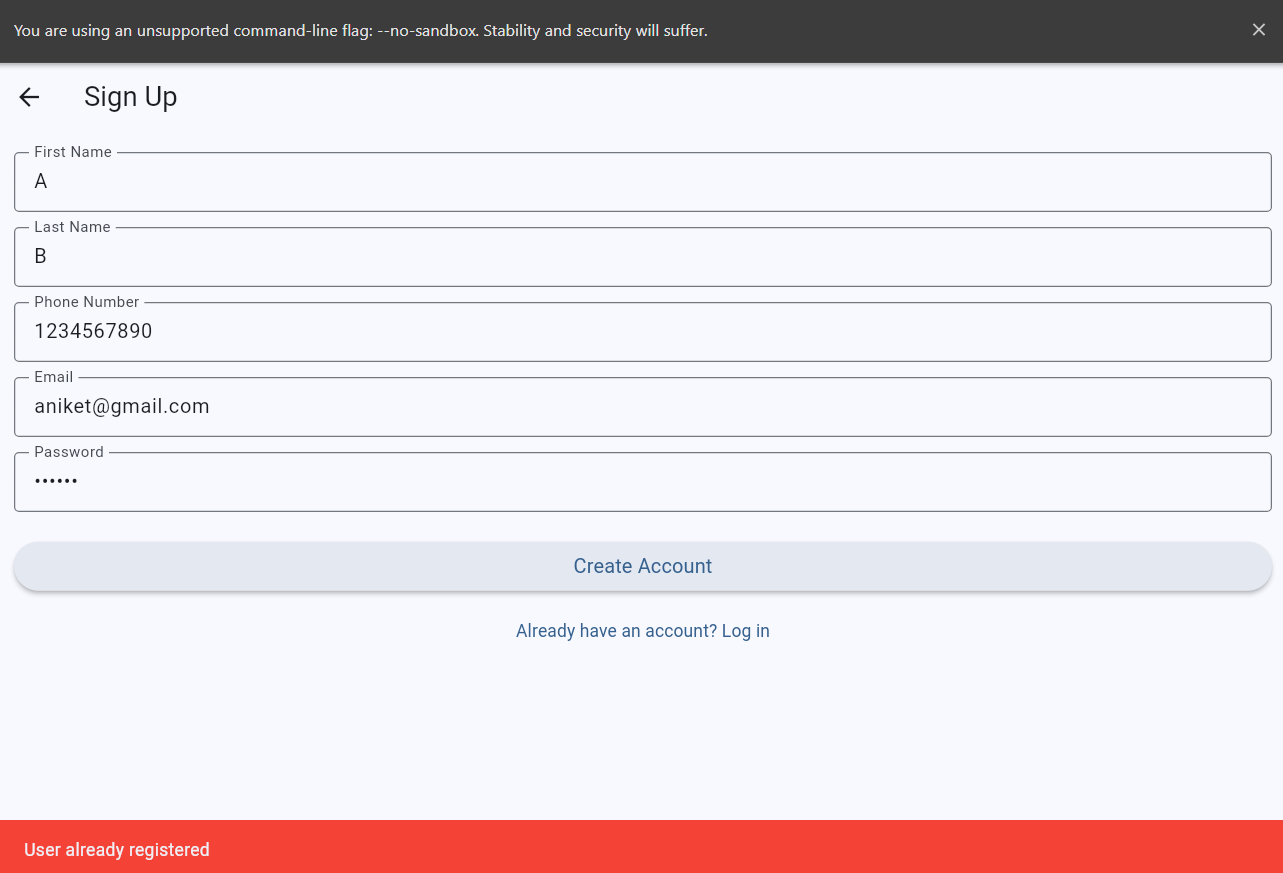 You are using an unsupported command-line flag: --no-sandbox. Stability and security will suffer.
Sign Up
First Name
A
Last Name
B
Phone Number
1234567890
Email
aniket@gmail.com
Password
••••••
Create Account
Already have an account? Log in
User already registered